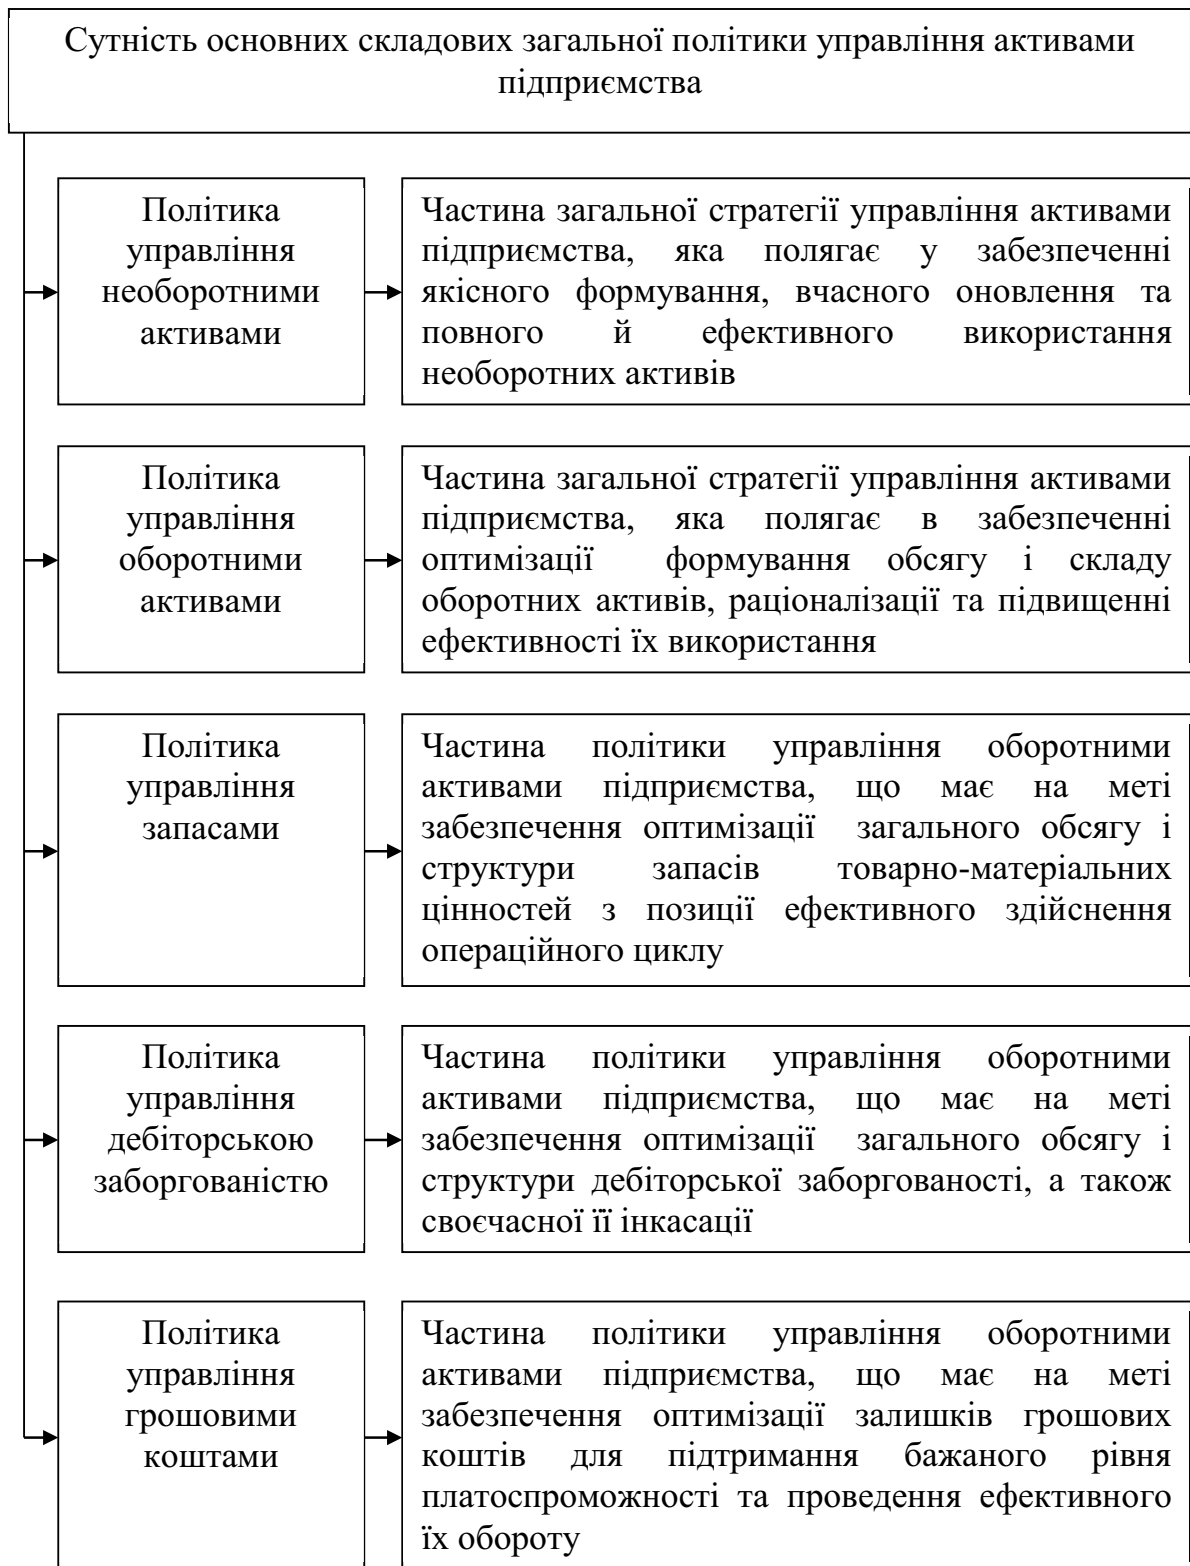 Сутність основних складових загальної політики управління активами
підприємства
Політика
управління
необоротними
активами
Частина загальної стратегії управління активами
підприємства, яка полягає у забезпеченні
якісного формування, вчасного оновлення та
повного й ефективного використання
необоротних активів
Політика
управління
оборотними
активами
Частина загальної стратегії управління активами
підприємства, яка полягає в забезпеченні
оптимізації формування обсягу і складу
оборотних активів, раціоналізації та підвищенні
ефективності їх використання
Політика
управління
запасами
Частина політики управління оборотними
активами підприємства, що має на меті
забезпечення оптимізації загального обсягу і
структури запасів товарно-матеріальних
цінностей з позиції ефективного здійснення
операційного циклу
Політика
управління
дебіторською
заборгованістю
Частина політики управління оборотними
активами підприємства, що має на меті
забезпечення оптимізації загального обсягу і
структури дебіторської заборгованості, а також
своєчасної її інкасації
Політика
управління
грошовими
коштами
Частина політики управління оборотними
активами підприємства, що має на меті
забезпечення оптимізації залишків грошових
коштів для підтримання бажаного рівня
платоспроможності та проведення ефективного
їх обороту